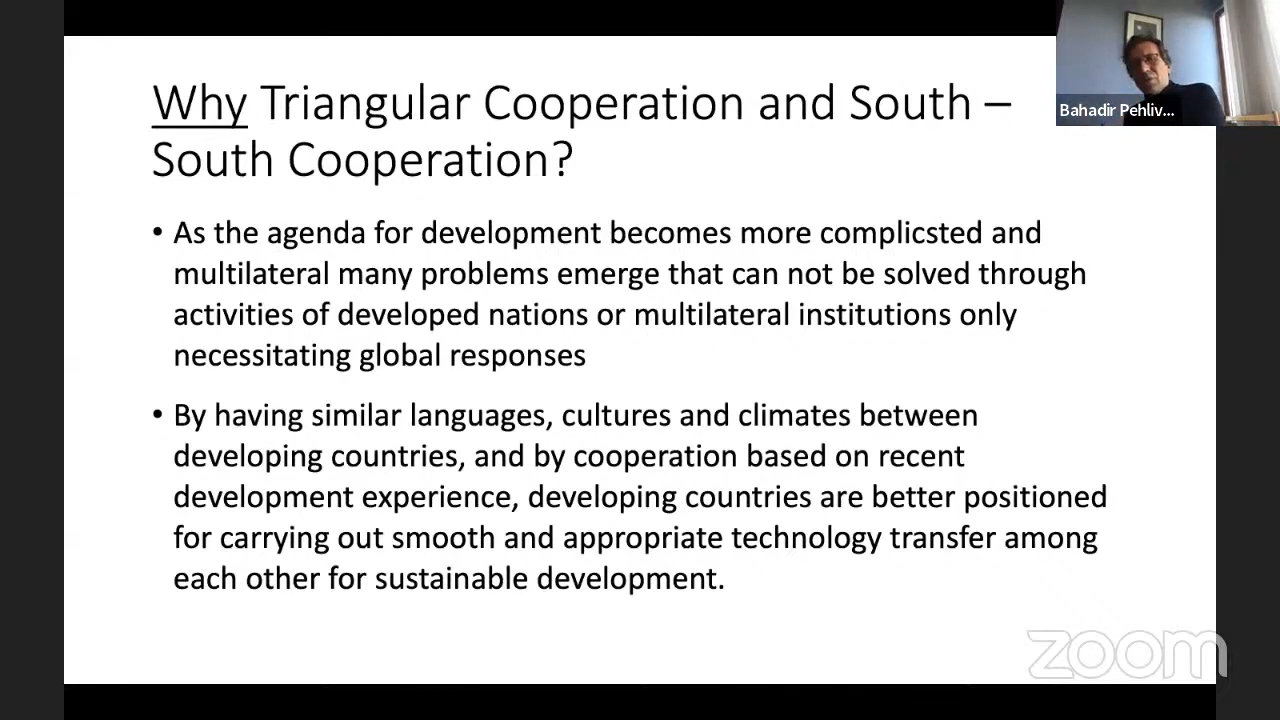 Why Triangular Cooperation and South –
South Cooperation?
• As the agenda for development becomes more complicsted and
multilateral many problems emerge that can not be solved through
activities of developed nations or multilateral institutions only
necessitating global responses
• By having similar languages, cultures and climates between
developing countries, and by cooperation based on recent
development experience, developing countries are better positioned
for carrying out smooth and appropriate technology transfer among
each other for sustainable development.
Bahadir Pehliv...
zoom